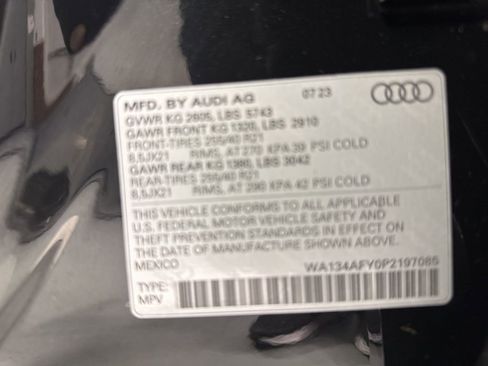 MFD. BY AUDI AG 07 23
GVWR KG 2605, LBS 5743
GAWR FRONT KG 1320, LBS 2910
FRONT-TIRES 255/40 R21
8,5JX21 RIMS, AT 270 KPA 39 PSI COLD
GAWR REAR KG 1380, LBS 3042
REAR-TIRES 255/40 R21
8,5JX21 RIMS, AT 290 KPA 42 PSI COLD
THIS VEHICLE CONFORMS TO ALL APPLICABLE
U.S. FEDERAL MOTOR VEHICLE SAFETY AND
THEFT PREVENTION STANDARDS IN EFFECT ON
THE DATE OF MANUFACTURE SHOWN ABOVE.
MEXICO WA134AFY0P2197085
TYPE:
MPV